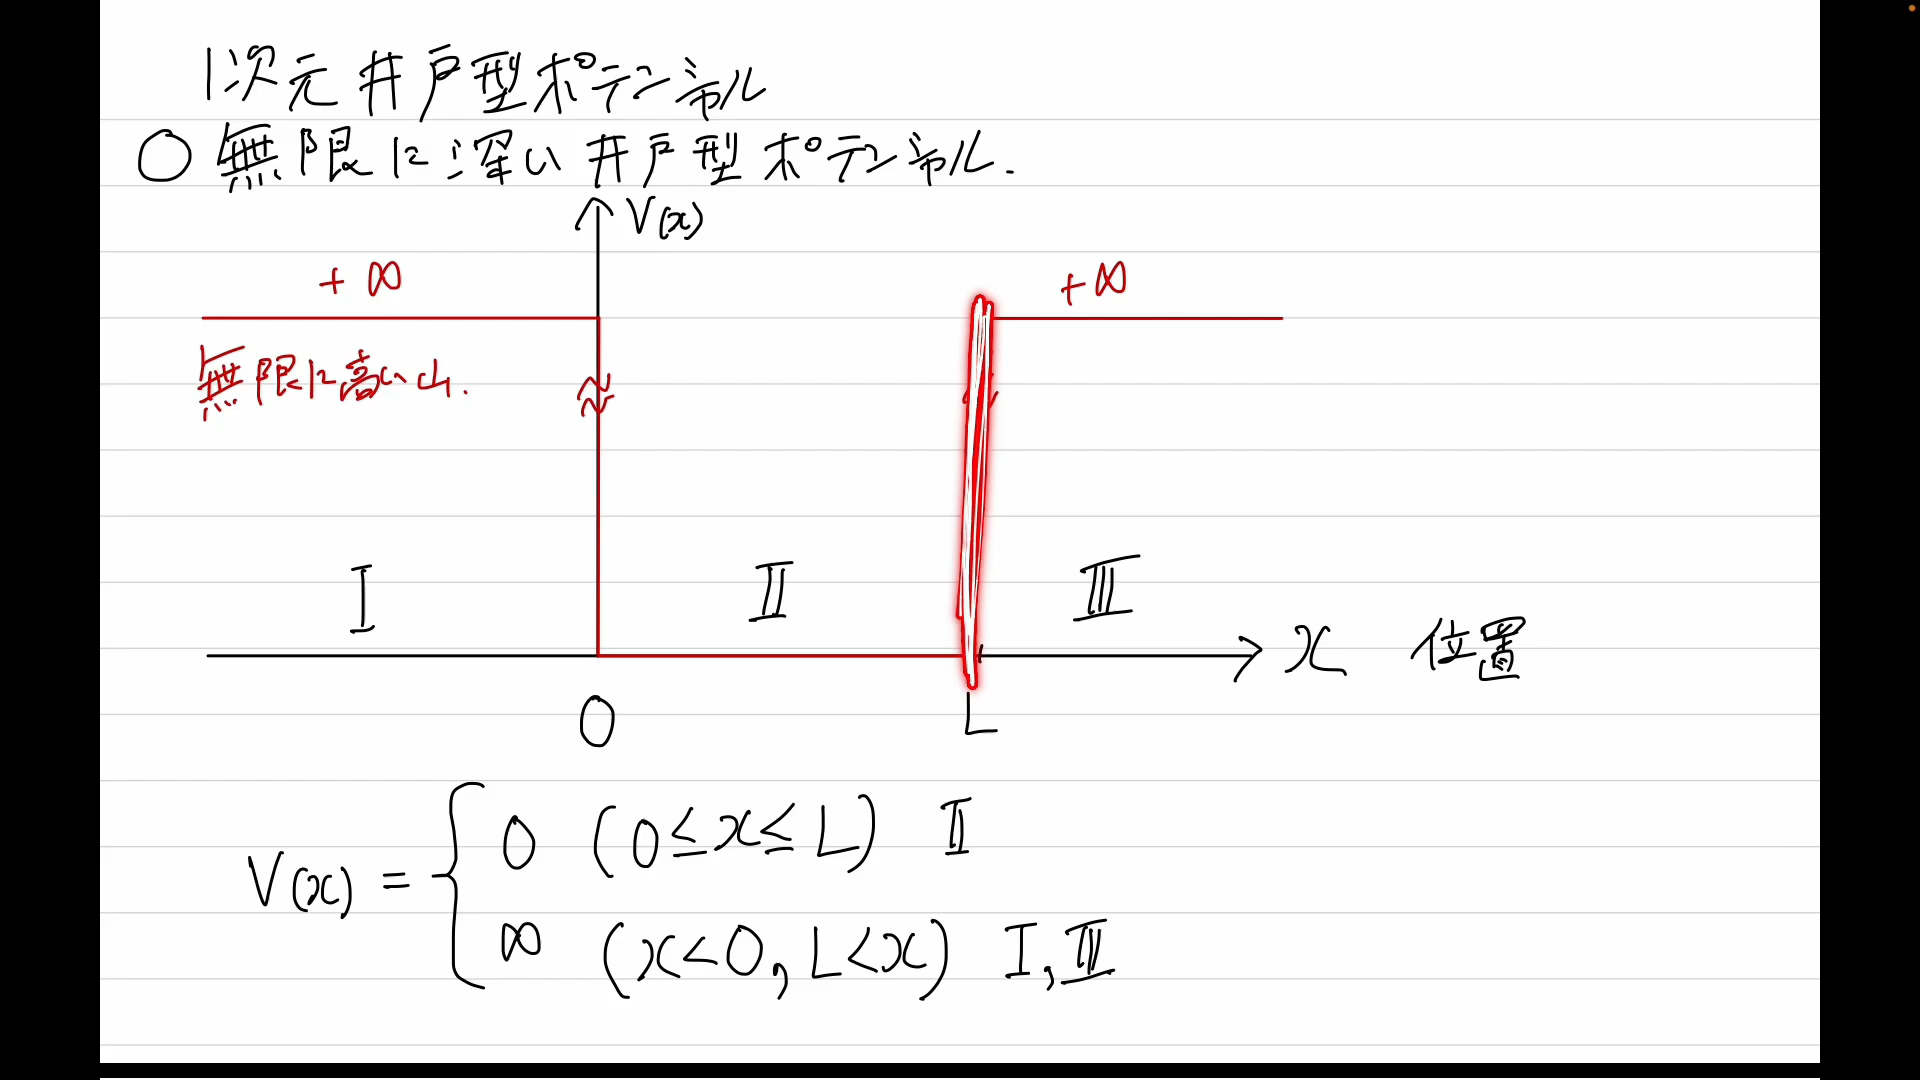 1次元井戸型ポテンシャル
○ 無限に深い井戸型ポテンシャル.
V(x)
+∞
+∞
無限に高い山.
I
II
III
x 位置
0
L
V(x) = { 0 (0≤x≤L) II
∞ (x<0, L<x) I, III